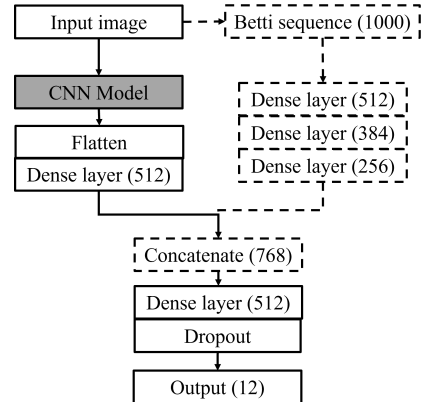 Input image
Betti sequence (1000)
CNN Model
Flatten
Dense layer (512)
Dense layer (512)
Dense layer (384)
Dense layer (256)
Concatenate (768)
Dense layer (512)
Dropout
Output (12)